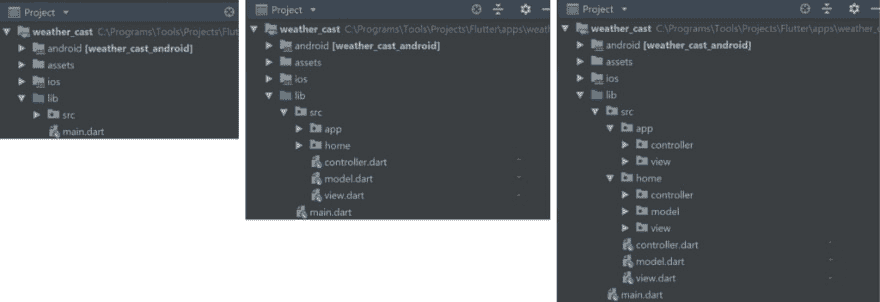 Project
weather_cast C:\Programs\Tools\Projects\Flut
android [weather_cast_android]
assets
ios
lib
src
main.dart
Project
weather_cast C:\Programs\Tools\Projects\Flutter\apps\weath
android [weather_cast_android]
assets
ios
lib
src
app
home
controller.dart
model.dart
view.dart
main.dart
Project
weather_cast C:\Programs\Tools\Projects\Flutter\apps\weather_c
android [weather_cast_android]
assets
ios
lib
src
app
controller
view
home
controller
model
view
controller.dart
model.dart
view.dart
main.dart